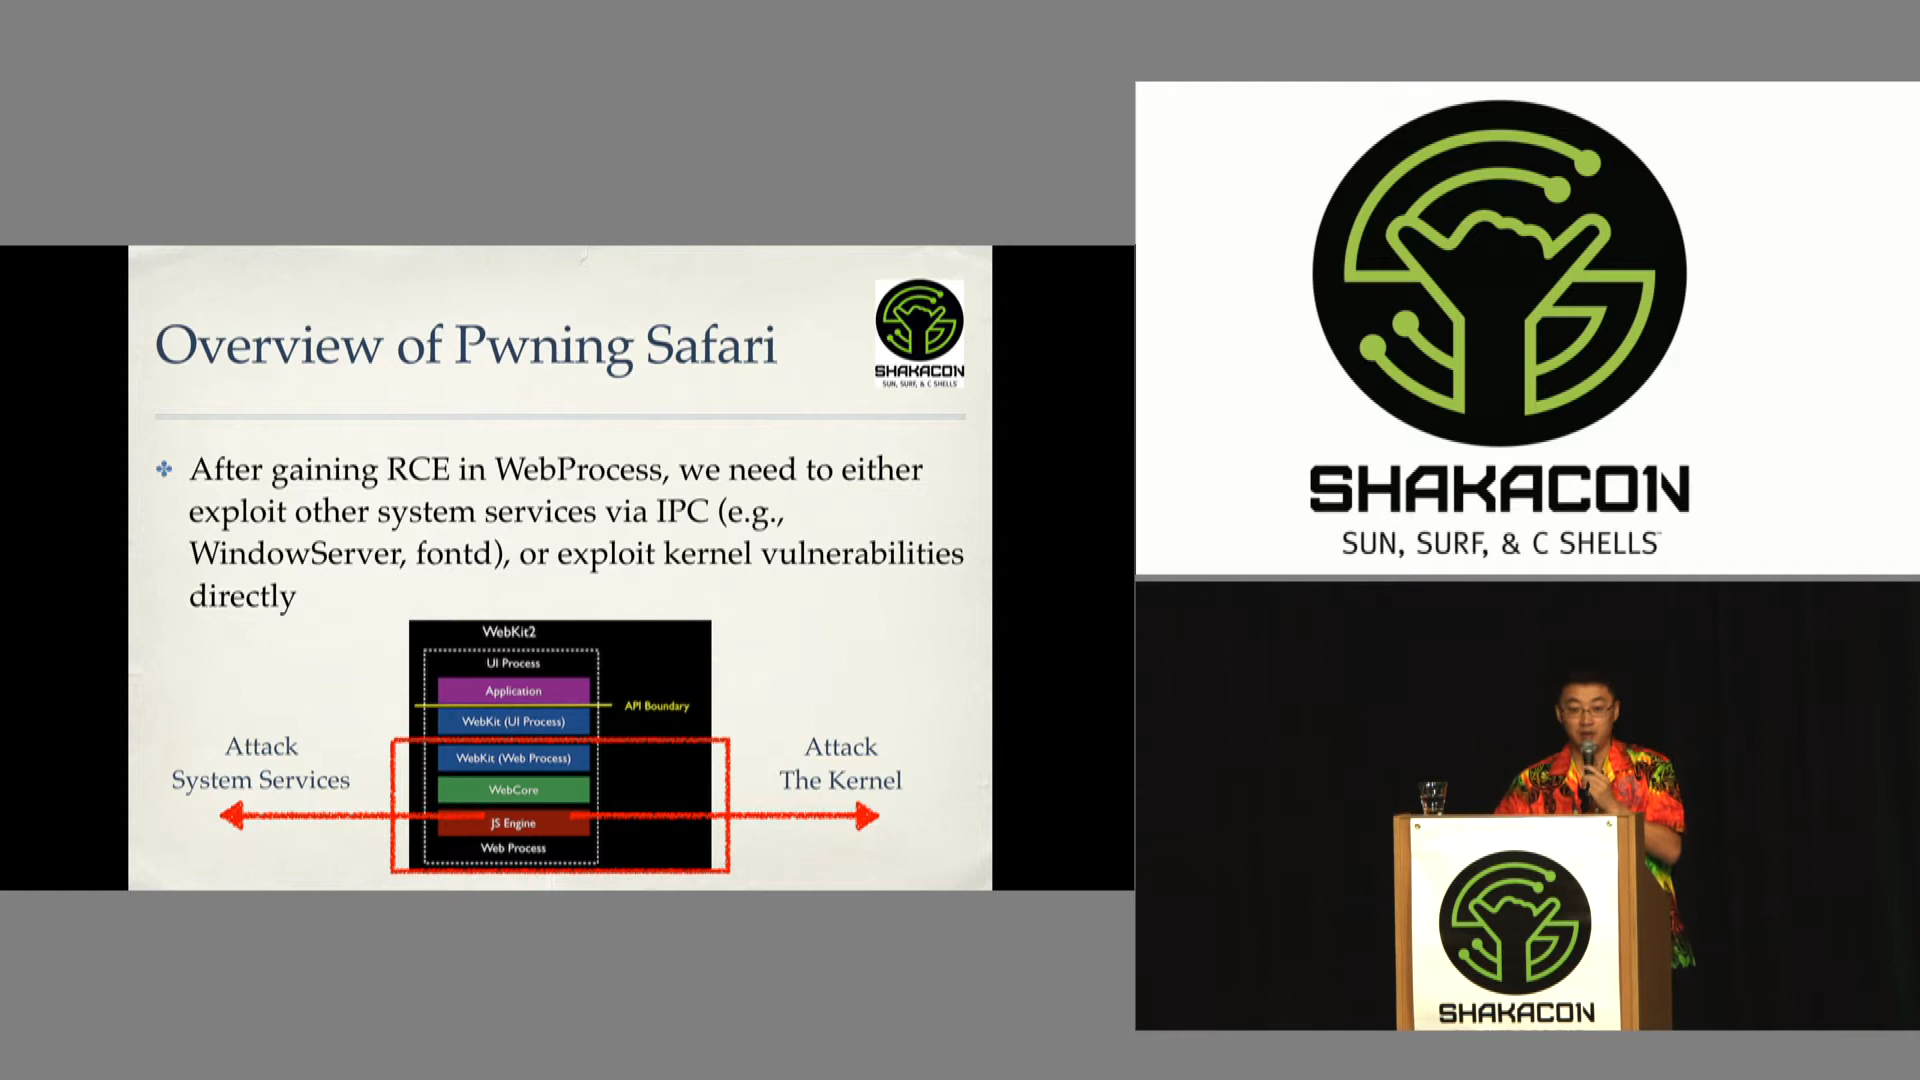 Overview of Pwning Safari
SHAKACON
SUN, SURF, & C SHELLS
After gaining RCE in WebProcess, we need to either
exploit other system services via IPC (e.g.,
WindowServer, fontd), or exploit kernel vulnerabilities
directly
WebKit2
UI Process
Application
API Boundary
WebKit (UI Process)
WebKit (Web Process)
WebCore
JS Engine
Web Process
Attack
System Services
Attack
The Kernel
SHAKACON
SUN, SURF, & C SHELLS
SHAKACON